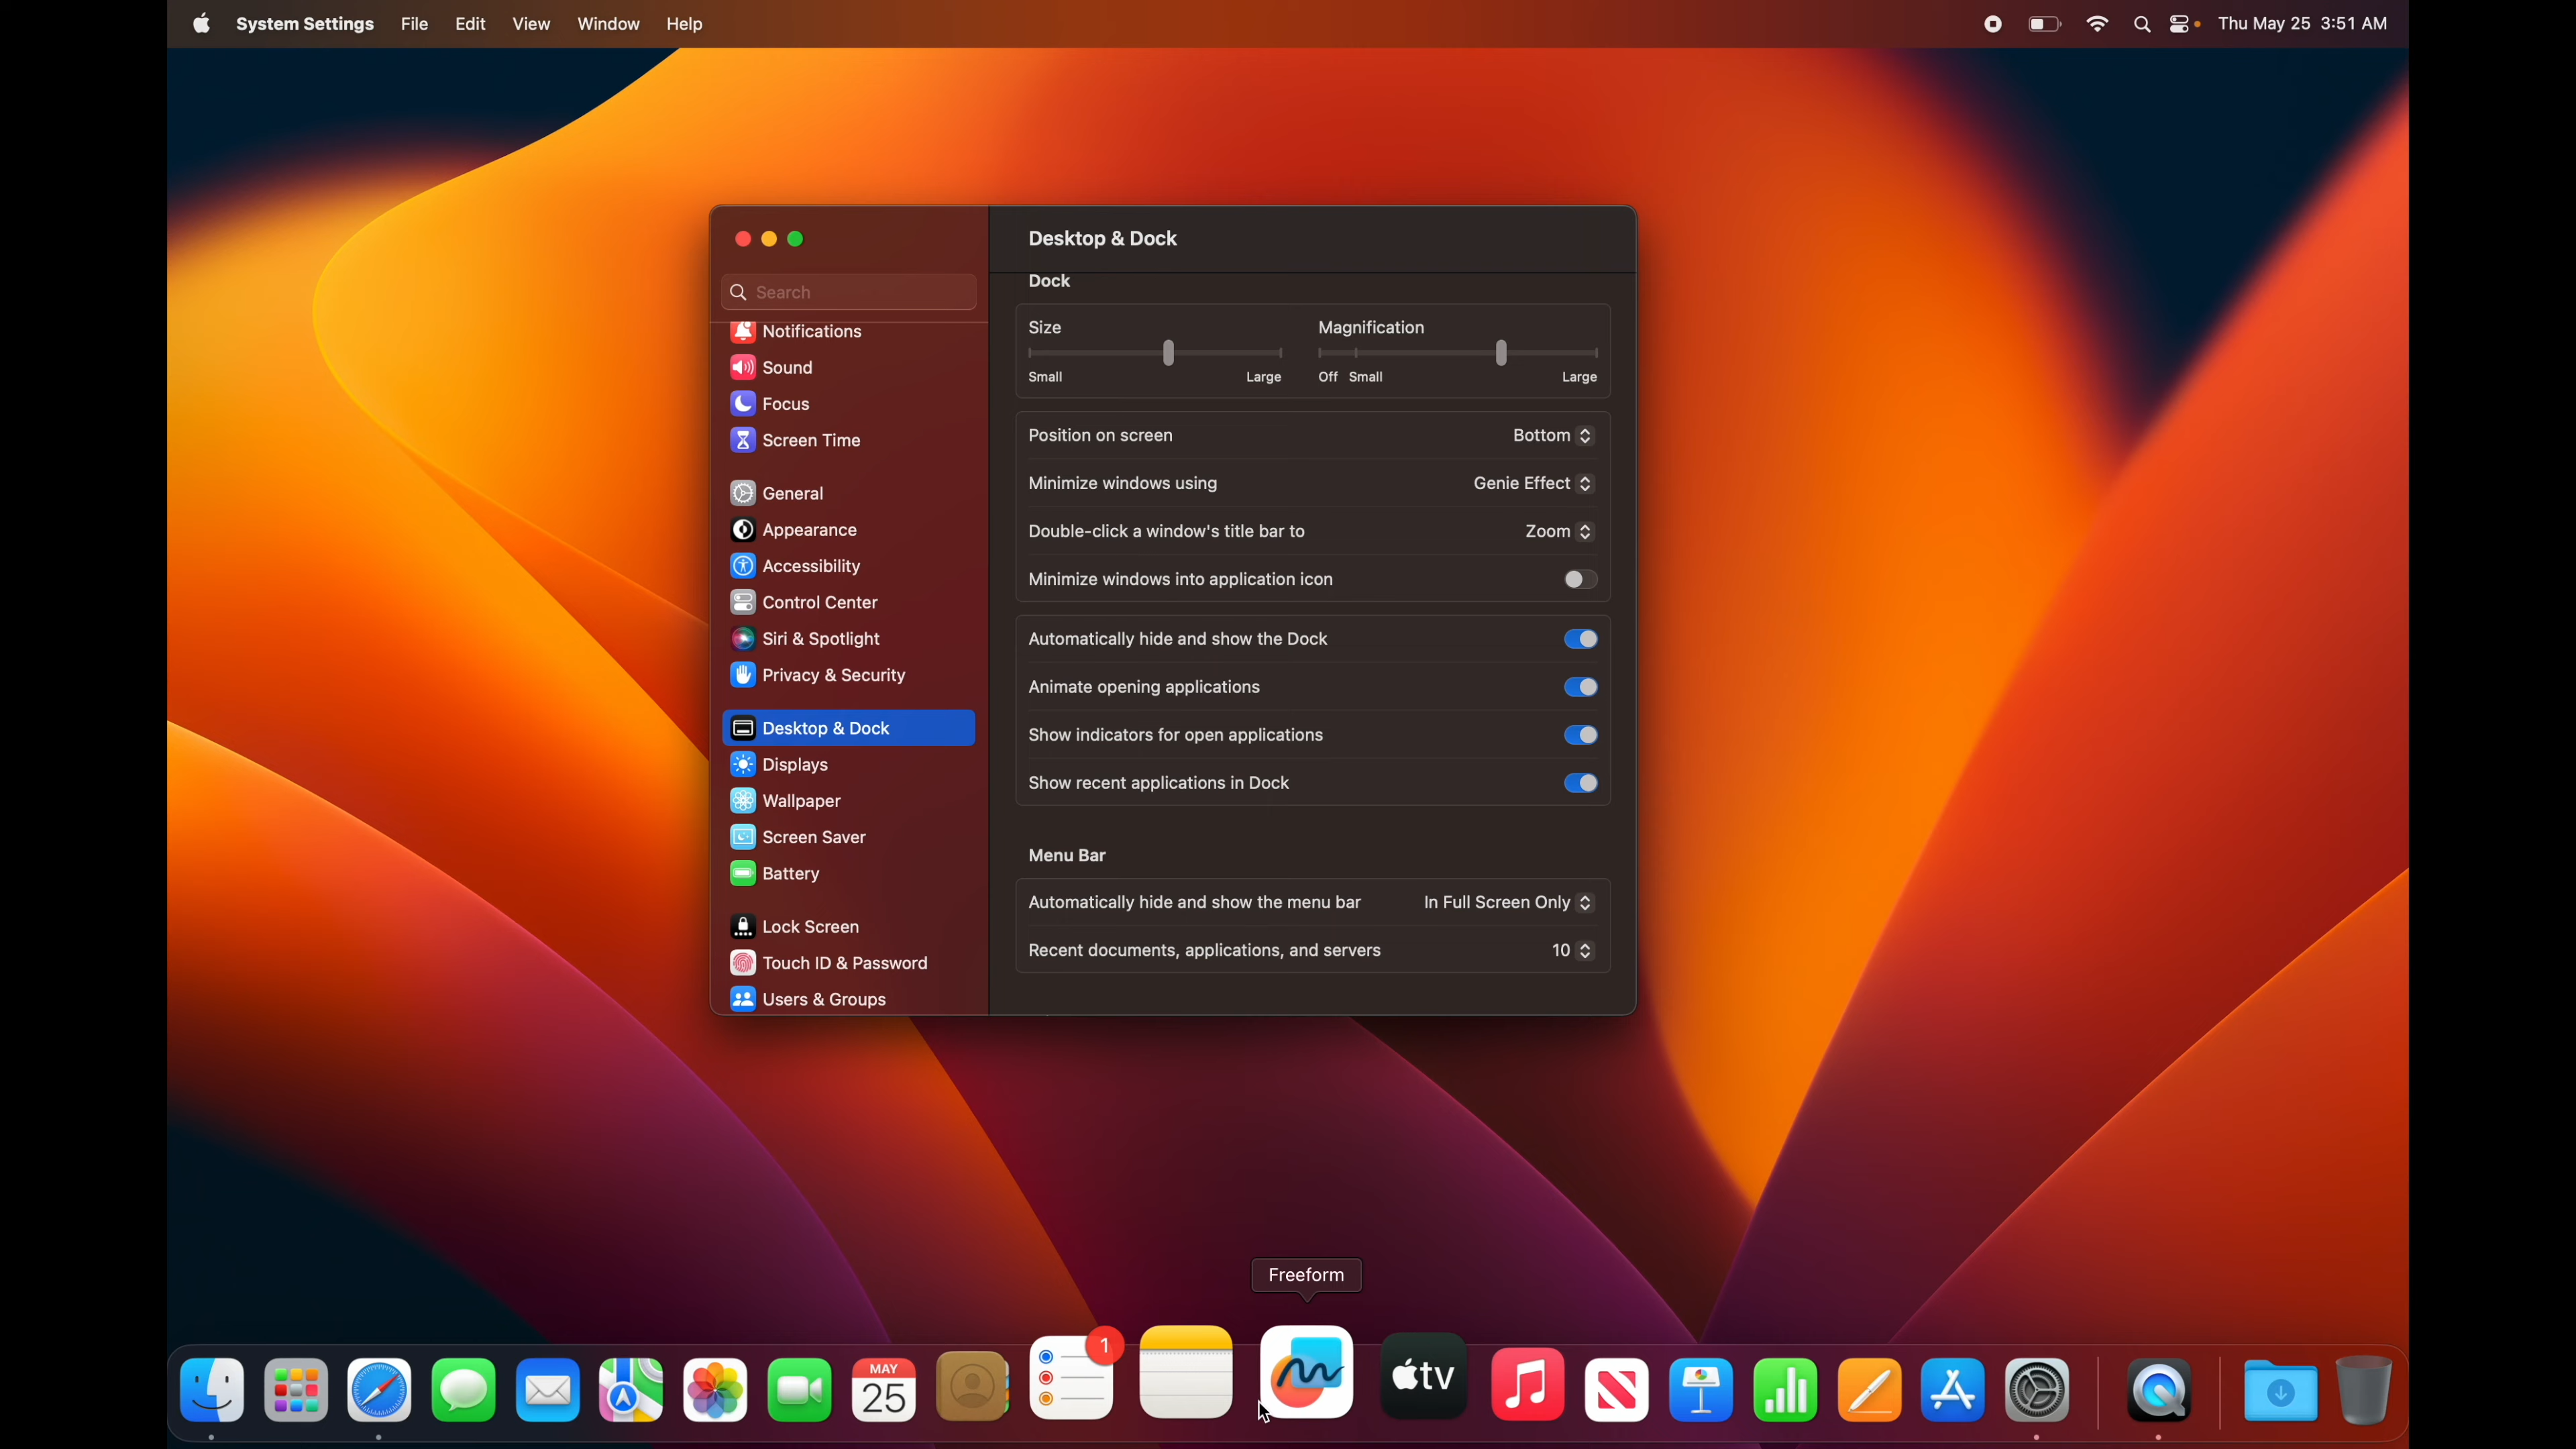 System Settings File Edit View Window Help Thu May 25 3:51 AM
Desktop & Dock
Search
Notifications
Sound
Focus
Screen Time
General
Appearance
Accessibility
Control Center
Siri & Spotlight
Privacy & Security
Desktop & Dock
Displays
Wallpaper
Screen Saver
Battery
Lock Screen
Touch ID & Password
Users & Groups
Dock
Size Magnification
Small Large Off Small Large
Position on screen Bottom
Minimize windows using Genie Effect
Double-click a window's title bar to Zoom
Minimize windows into application icon
Automatically hide and show the Dock
Animate opening applications
Show indicators for open applications
Show recent applications in Dock
Menu Bar
Automatically hide and show the menu bar In Full Screen Only
Recent documents, applications, and servers 10
Freeform
MAY
25
1
tv